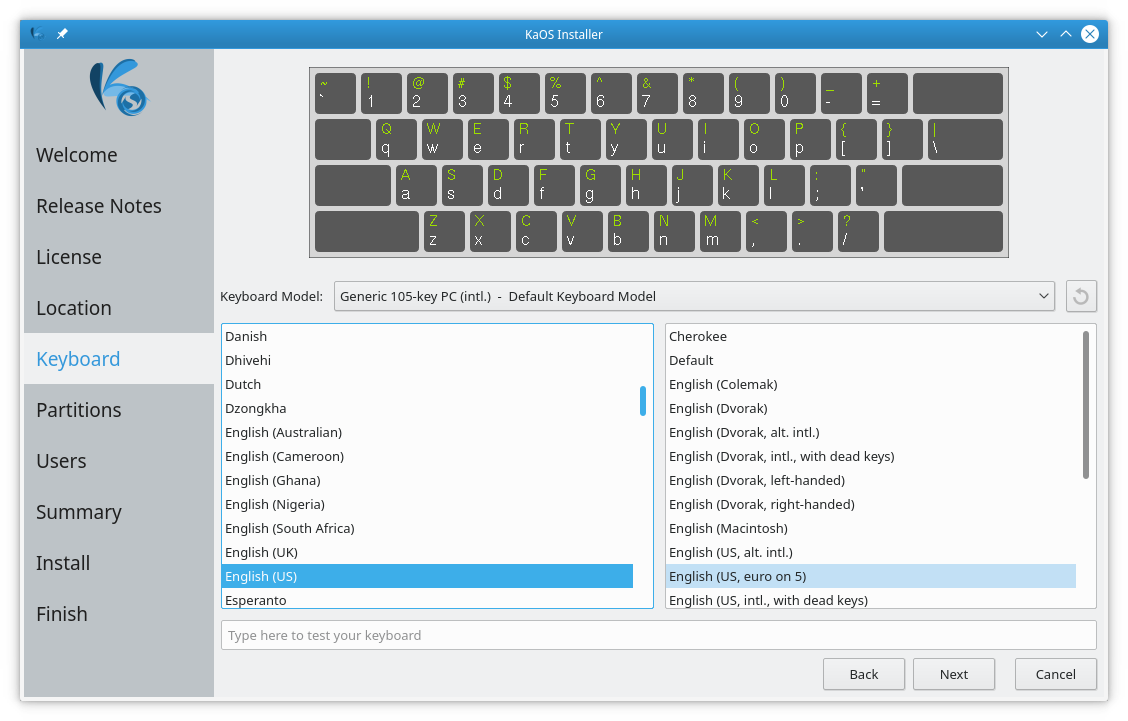 KaOS Installer
Welcome
Release Notes
License
Location
Keyboard
Partitions
Users
Summary
Install
Finish
~ ! @ # $ % ^ & * ( ) _ +
` 1 2 3 4 5 6 7 8 9 0 - =
Q W E R T Y U I O P { } |
q w e r t y u i o p [ ] \
A S D F G H J K L : "
a s d f g h j k l ; '
Z X C V B N M < > ?
z x c v b n m , . /
Keyboard Model: Generic 105-key PC (intl.) - Default Keyboard Model
Danish
Dhivehi
Dutch
Dzongkha
English (Australian)
English (Cameroon)
English (Ghana)
English (Nigeria)
English (South Africa)
English (UK)
English (US)
Esperanto
Cherokee
Default
English (Colemak)
English (Dvorak)
English (Dvorak, alt. intl.)
English (Dvorak, intl., with dead keys)
English (Dvorak, left-handed)
English (Dvorak, right-handed)
English (Macintosh)
English (US, alt. intl.)
English (US, euro on 5)
English (US, intl., with dead keys)
Type here to test your keyboard
Back Next Cancel